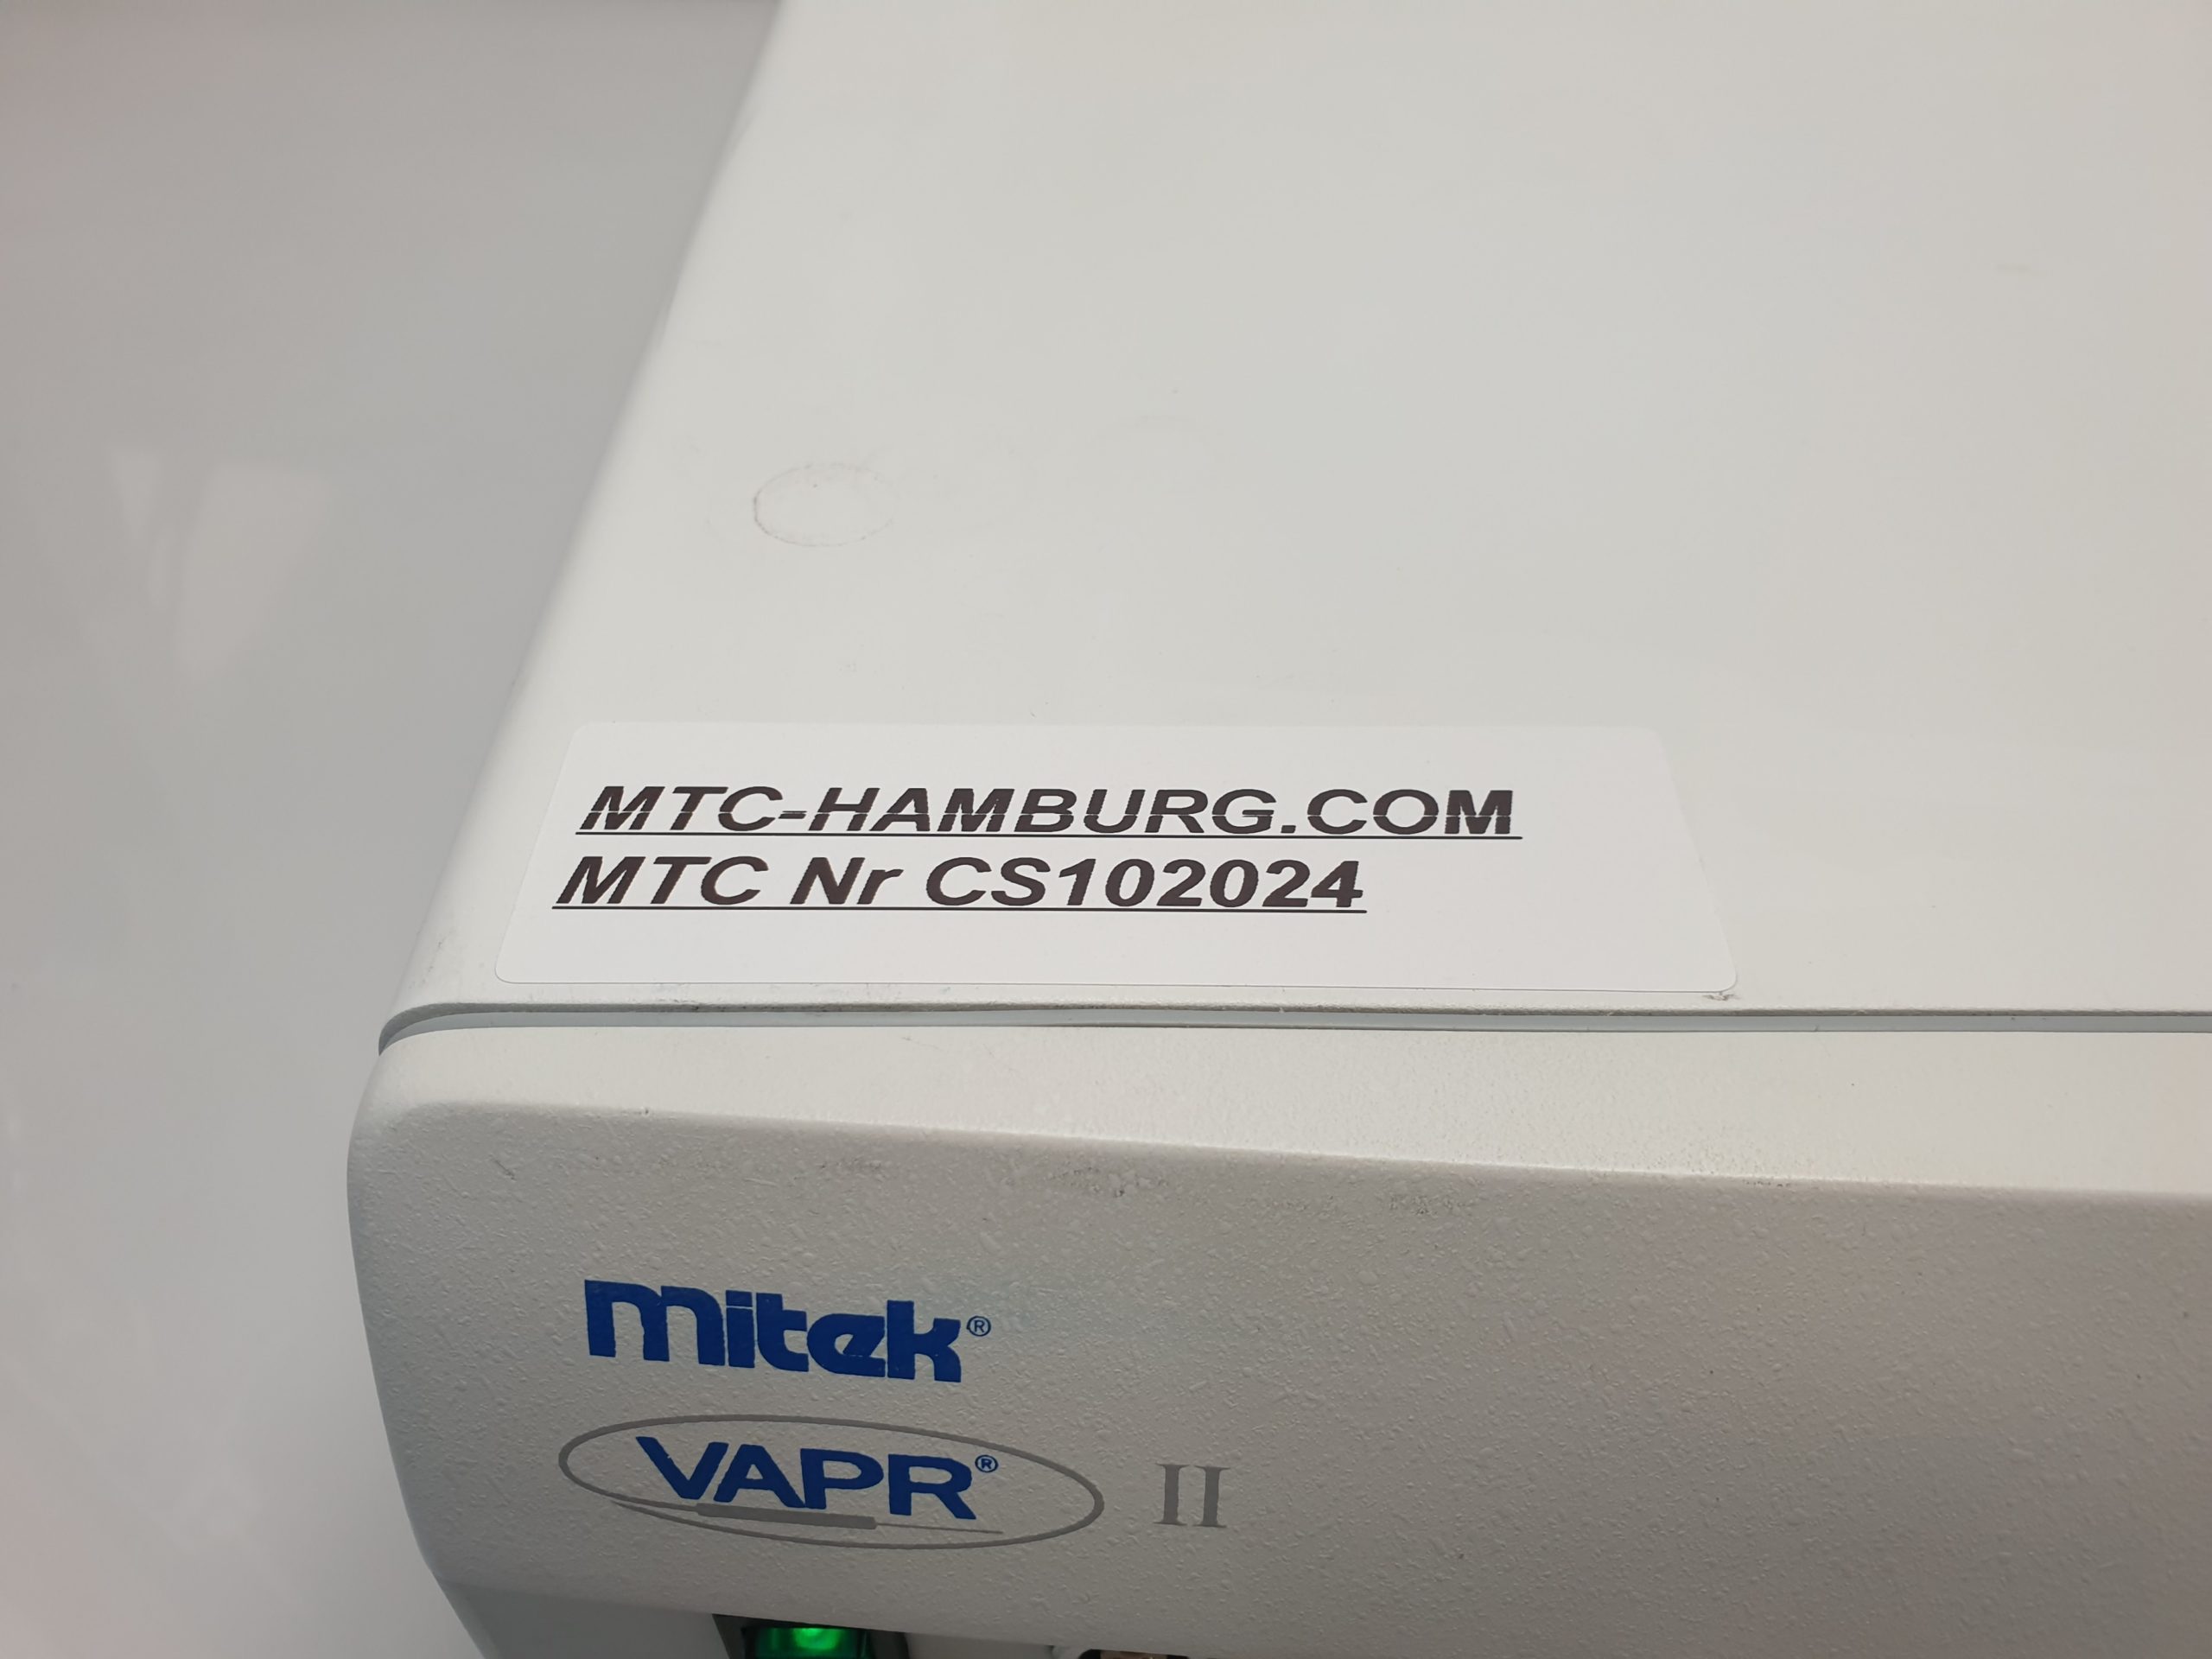 MTC-HAMBURG.COM
MTC Nr CS102024
mitek®
VAPR® II